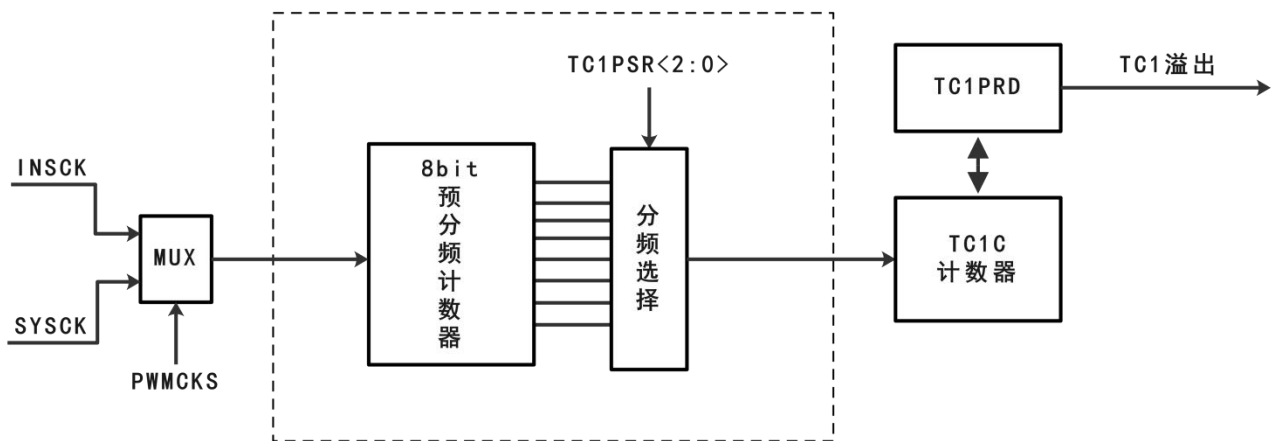 TC1PSR<2:0>
INSCK
SYSCK
MUX
PWMCKS
8bit
预
分
频
计
数
器
分
频
选
择
TC1PRD
TC1溢出
TC1C
计数器